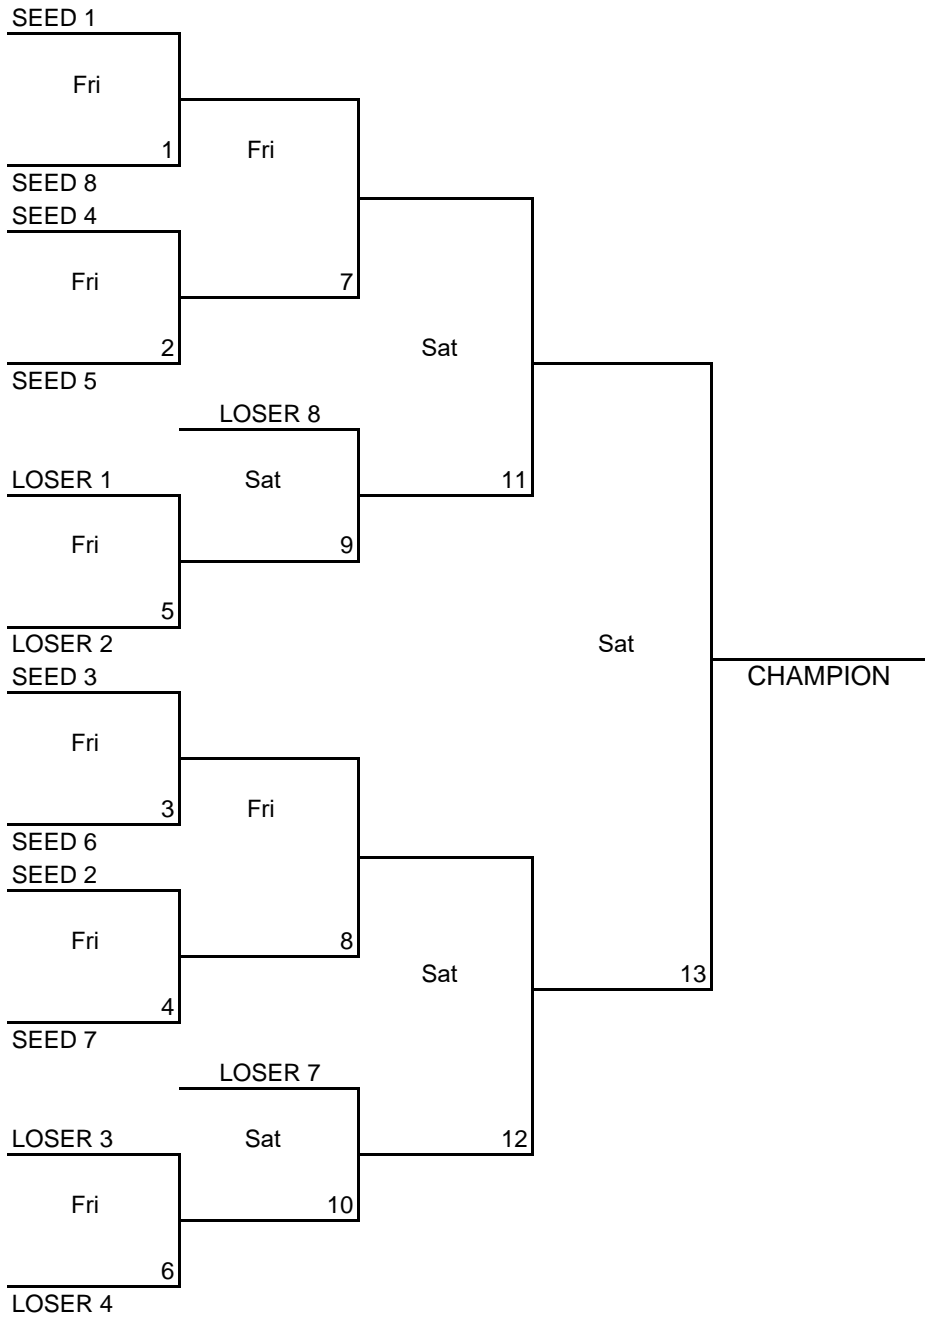 SEED 1
Fri
1
Fri
SEED 8
SEED 4
Fri
7
2
Sat
SEED 5
LOSER 8
LOSER 1
Sat
11
Fri
9
5
LOSER 2
Sat
SEED 3
CHAMPION
Fri
3
Fri
SEED 6
SEED 2
Fri
8
Sat
13
4
SEED 7
LOSER 7
LOSER 3
Sat
12
Fri
10
6
LOSER 4